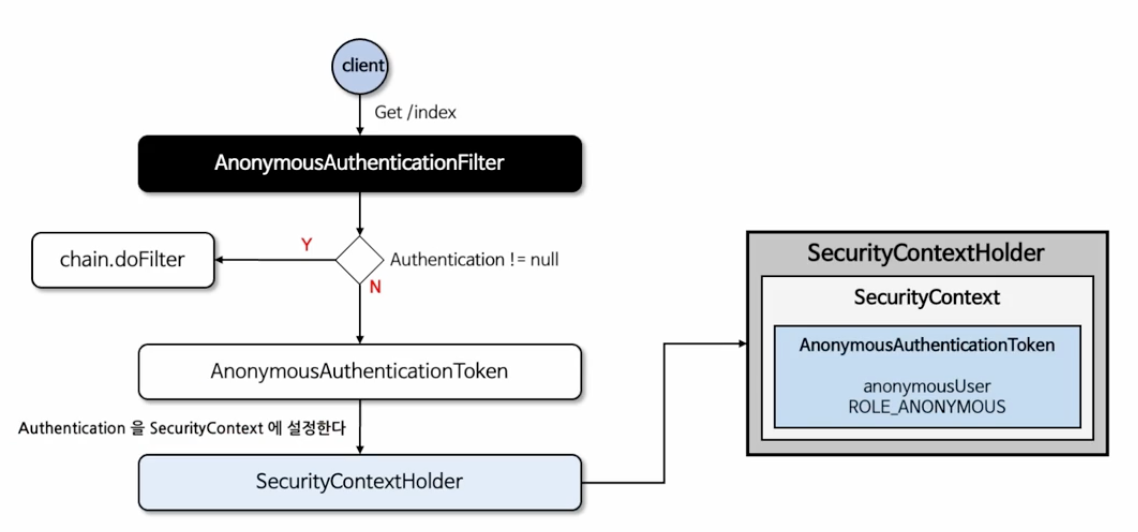 client
Get /index
AnonymousAuthenticationFilter
Y
chain.doFilter
Authentication != null
N
AnonymousAuthenticationToken
Authentication 을 SecurityContext 에 설정한다
SecurityContextHolder
SecurityContextHolder
SecurityContext
AnonymousAuthenticationToken
anonymousUser
ROLE_ANONYMOUS